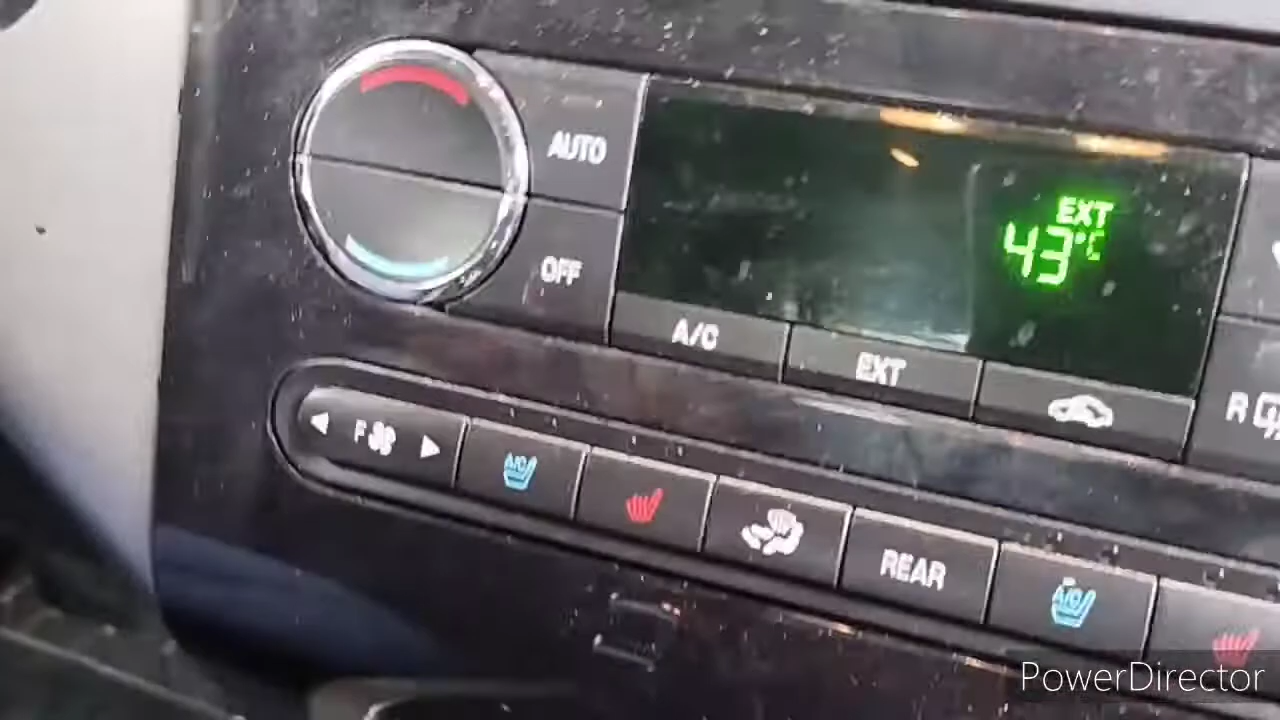 AUTO
EXT
43°C
OFF
A/C
EXT
R
F
A/C
REAR
A/C
PowerDirector